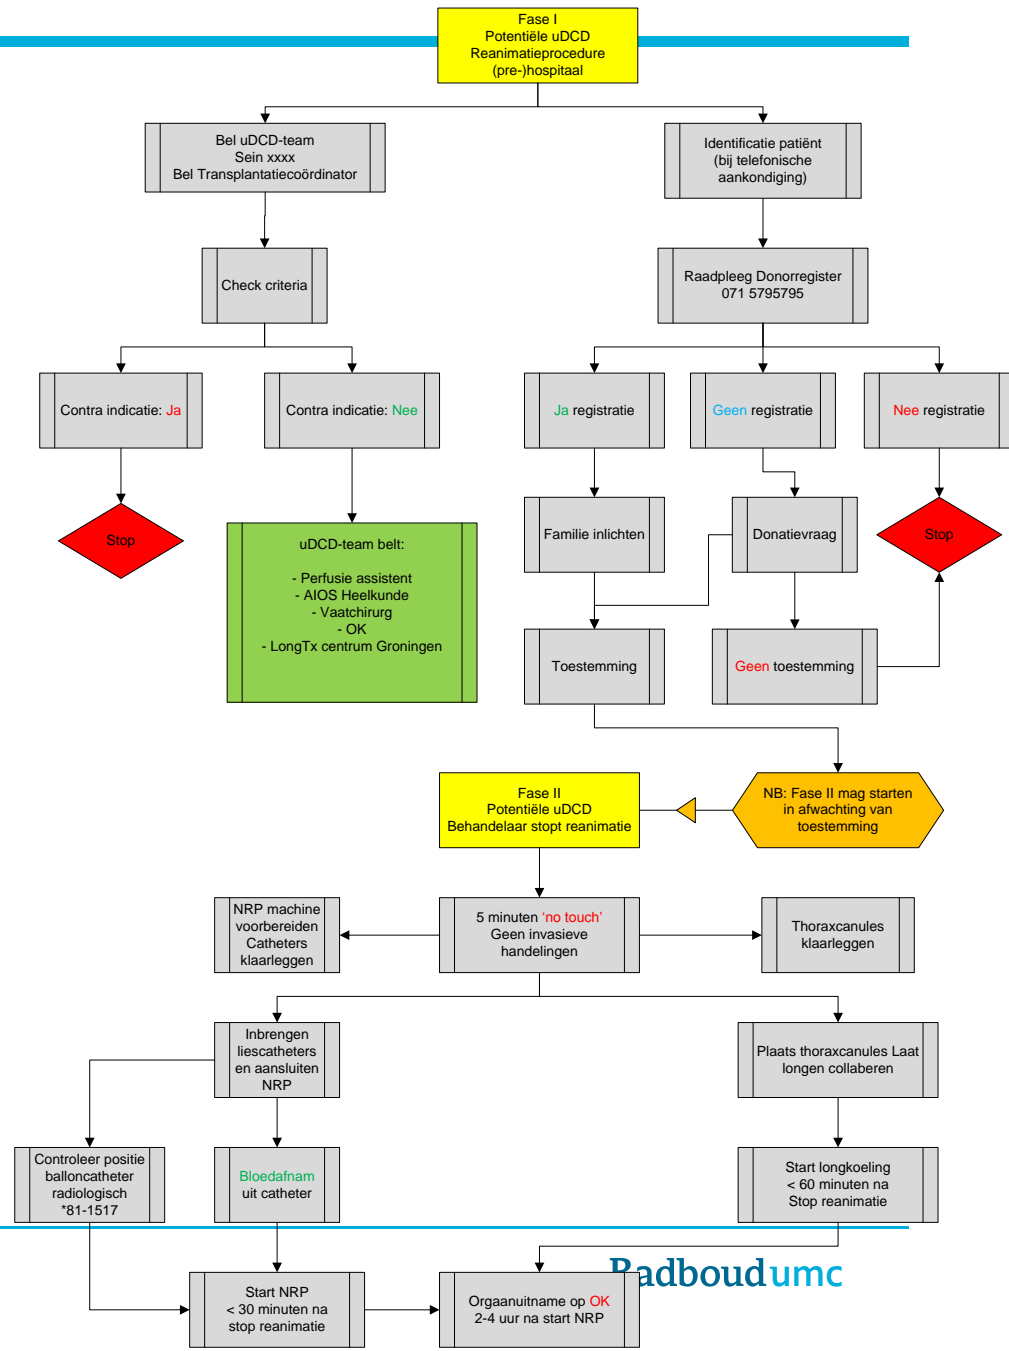 Fase I
Potentiële uDCD
Reanimatieprocedure
(pre-)hospitaal
Bel uDCD-team
Sein xxxx
Bel Transplantatiecoördinator
Identificatie patiënt
(bij telefonische
aankondiging)
Check criteria
Raadpleeg Donorregister
071 5795795
Contra indicatie: Ja
Contra indicatie: Nee
Ja registratie
Geen registratie
Nee registratie
Stop
uDCD-team belt:
- Perfusie assistent
- AIOS Heelkunde
- Vaatchirurg
- OK
- LongTx centrum Groningen
Familie inlichten
Donatievraag
Stop
Toestemming
Geen toestemming
Fase II
Potentiële uDCD
Behandelaar stopt reanimatie
NB: Fase II mag starten
in afwachting van
toestemming
NRP machine
voorbereiden
Catheters
klaarleggen
5 minuten ‘no touch’
Geen invasieve
handelingen
Thoraxcanules
klaarleggen
Inbrengen
liescatheters
en aansluiten
NRP
Plaats thoraxcanules Laat
longen collaberen
Controleer positie
balloncatheter
radiologisch
*81-1517
Bloedafnam
uit catheter
Start longkoeling
< 60 minuten na
Stop reanimatie
Start NRP
< 30 minuten na
stop reanimatie
Orgaanuitname op OK
2-4 uur na start NRP
Radboudumc